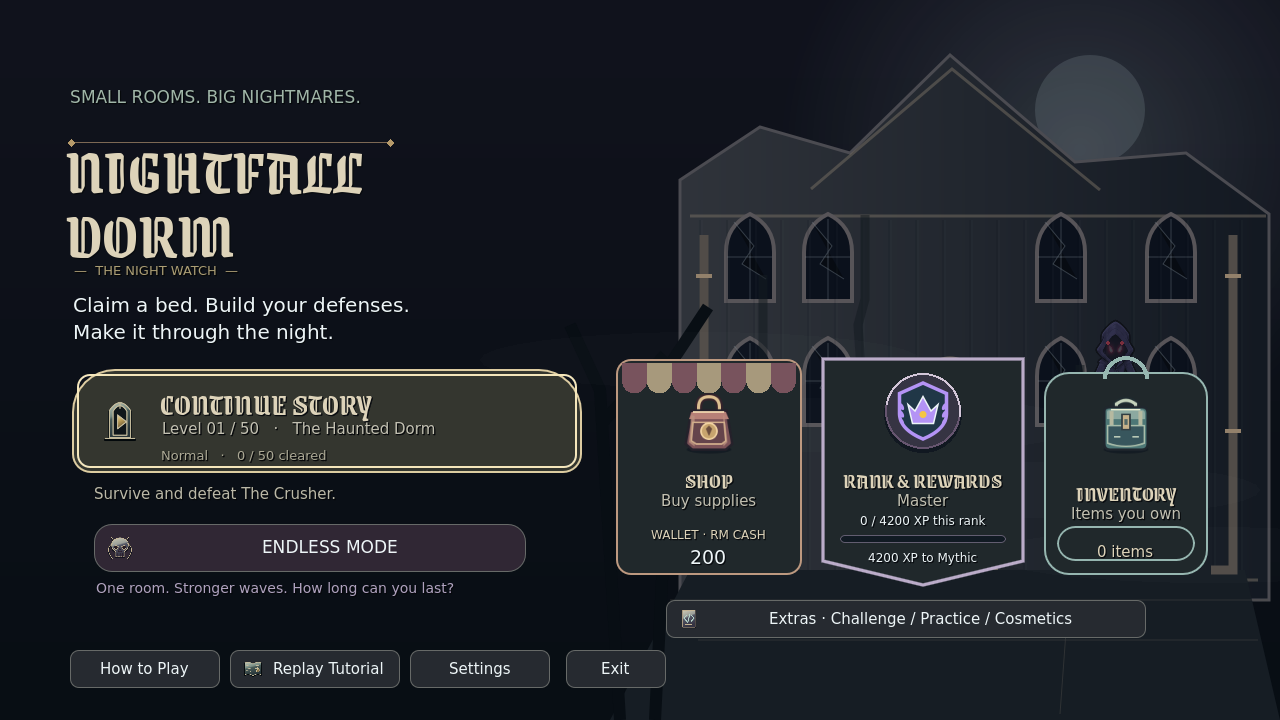 SMALL ROOMS. BIG NIGHTMARES.
NIGHTFALL
DORM
— THE NIGHT WATCH —
Claim a bed. Build your defenses.
Make it through the night.
CONTINUE STORY
Level 01 / 50 · The Haunted Dorm
Normal · 0 / 50 cleared
Survive and defeat The Crusher.
ENDLESS MODE
One room. Stronger waves. How long can you last?
SHOP
Buy supplies
WALLET · RM CASH
200
RANK & REWARDS
Master
0 / 4200 XP this rank
4200 XP to Mythic
INVENTORY
Items you own
0 items
Extras · Challenge / Practice / Cosmetics
How to Play
Replay Tutorial
Settings
Exit